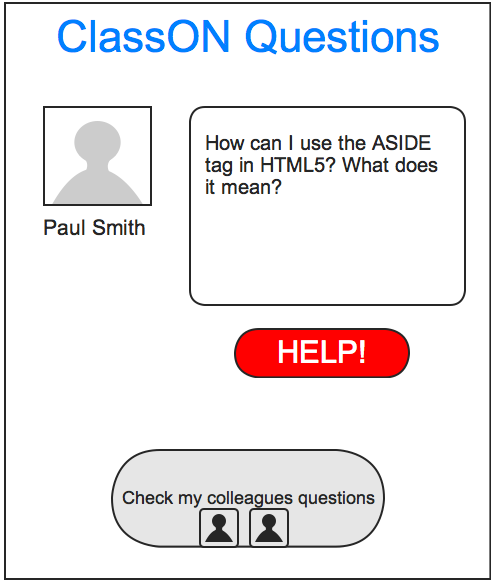 ClassON Questions
How can I use the ASIDE
tag in HTML5? What does
it mean?
Paul Smith
HELP!
Check my colleagues questions